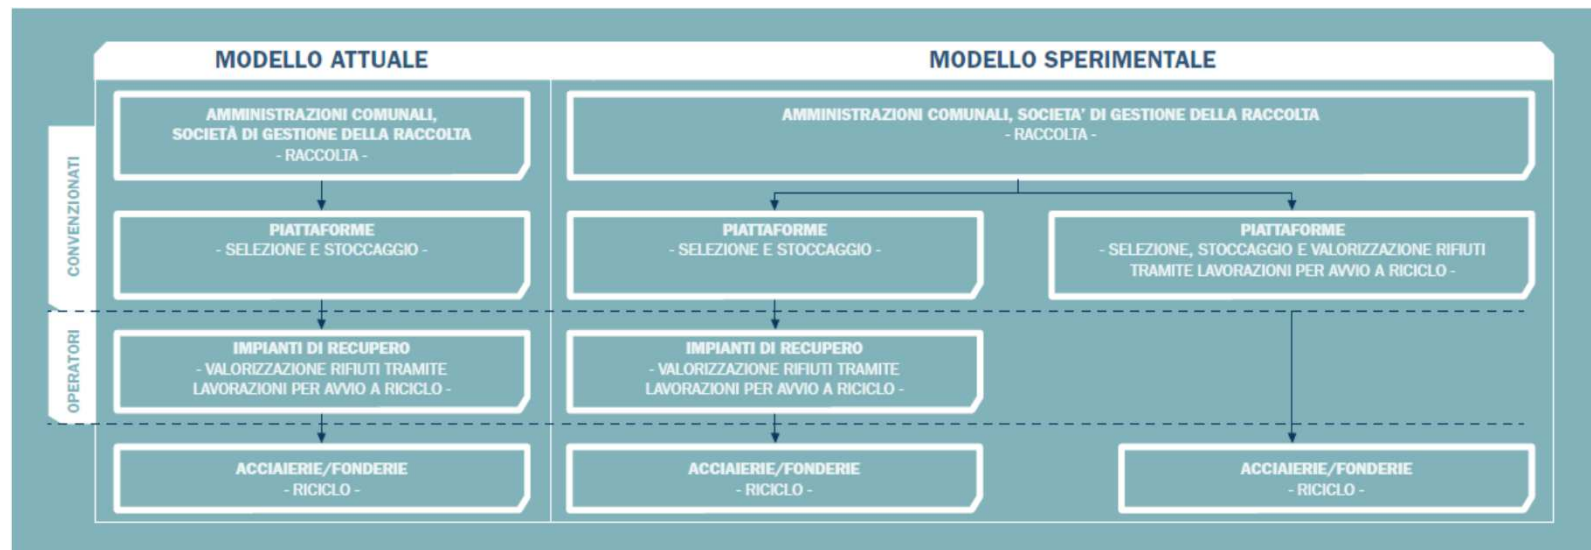 MODELLO ATTUALE
MODELLO SPERIMENTALE
CONVENZIONATI
OPERATORI
AMMINISTRAZIONI COMUNALI,
SOCIETÀ DI GESTIONE DELLA RACCOLTA
- RACCOLTA -
PIATTAFORME
- SELEZIONE E STOCCAGGIO -
IMPIANTI DI RECUPERO
- VALORIZZAZIONE RIFIUTI TRAMITE
LAVORAZIONI PER AVVIO A RICICLO -
ACCIAIERIE/FONDERIE
- RICICLO -
AMMINISTRAZIONI COMUNALI, SOCIETA' DI GESTIONE DELLA RACCOLTA
- RACCOLTA -
PIATTAFORME
- SELEZIONE E STOCCAGGIO -
IMPIANTI DI RECUPERO
- VALORIZZAZIONE RIFIUTI TRAMITE
LAVORAZIONI PER AVVIO A RICICLO -
ACCIAIERIE/FONDERIE
- RICICLO -
PIATTAFORME
- SELEZIONE, STOCCAGGIO E VALORIZZAZIONE RIFIUTI
TRAMITE LAVORAZIONI PER AVVIO A RICICLO -
ACCIAIERIE/FONDERIE
- RICICLO -